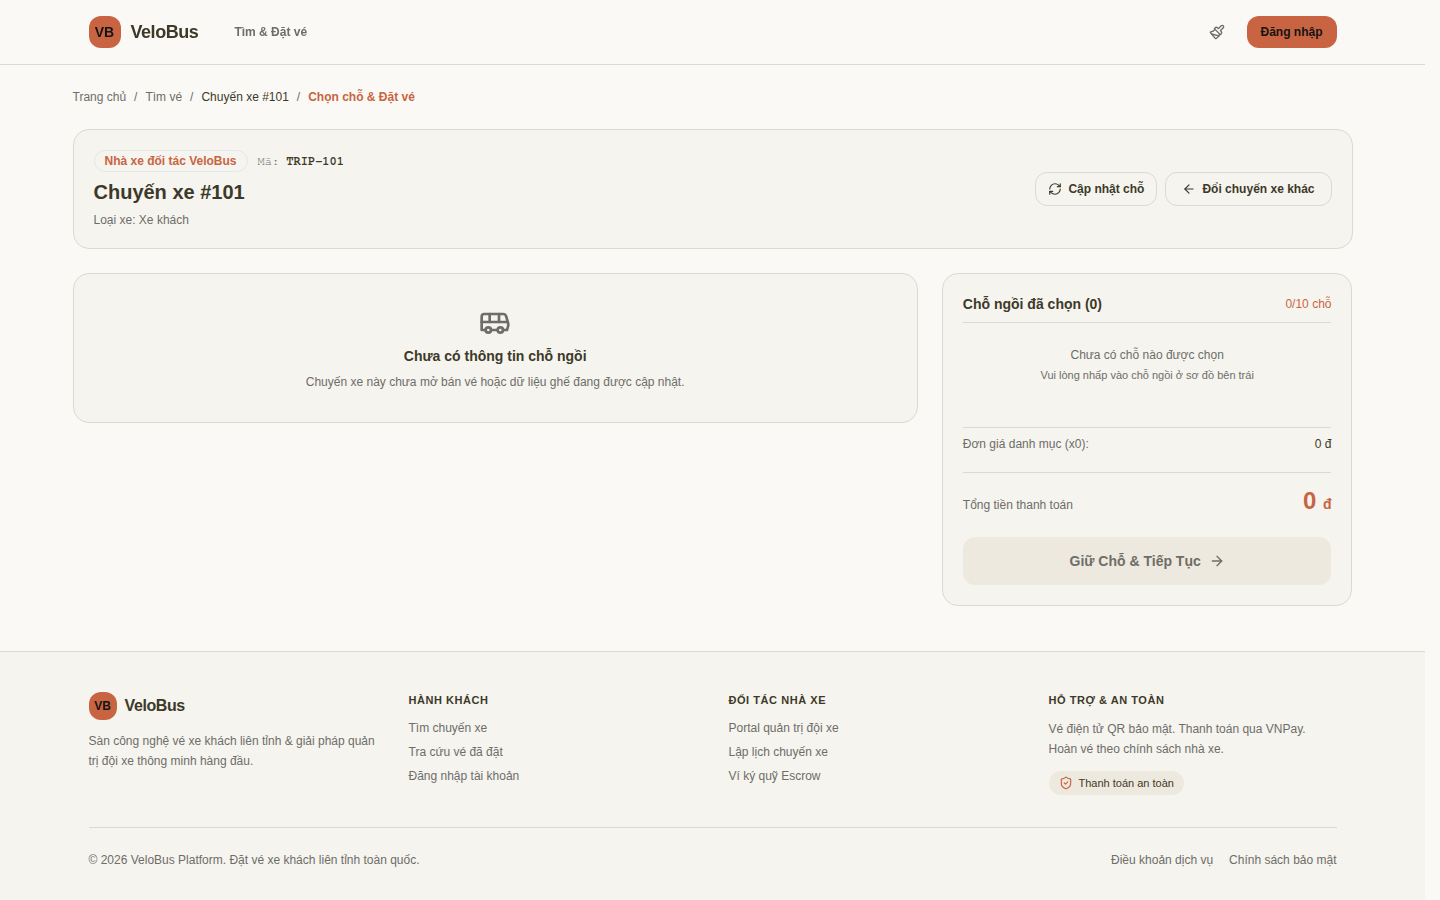 VB VeloBus Tìm & Đặt vé Đăng nhập
Trang chủ / Tìm vé / Chuyến xe #101 / Chọn chỗ & Đặt vé
Nhà xe đối tác VeloBus Mã: TRIP-101
Chuyến xe #101
Loại xe: Xe khách
Cập nhật chỗ Đổi chuyến xe khác
Chưa có thông tin chỗ ngồi
Chuyến xe này chưa mở bán vé hoặc dữ liệu ghế đang được cập nhật.
Chỗ ngồi đã chọn (0) 0/10 chỗ
Chưa có chỗ nào được chọn
Vui lòng nhấp vào chỗ ngồi ở sơ đồ bên trái
Đơn giá danh mục (x0): 0 đ
Tổng tiền thanh toán 0 đ
Giữ Chỗ & Tiếp Tục
VB VeloBus
Sàn công nghệ vé xe khách liên tỉnh & giải pháp quản
trị đội xe thông minh hàng đầu.
HÀNH KHÁCH
Tìm chuyến xe
Tra cứu vé đã đặt
Đăng nhập tài khoản
ĐỐI TÁC NHÀ XE
Portal quản trị đội xe
Lập lịch chuyến xe
Ví ký quỹ Escrow
HỖ TRỢ & AN TOÀN
Vé điện tử QR bảo mật. Thanh toán qua VNPay.
Hoàn vé theo chính sách nhà xe.
Thanh toán an toàn
© 2026 VeloBus Platform. Đặt vé xe khách liên tỉnh toàn quốc.
Điều khoản dịch vụ Chính sách bảo mật